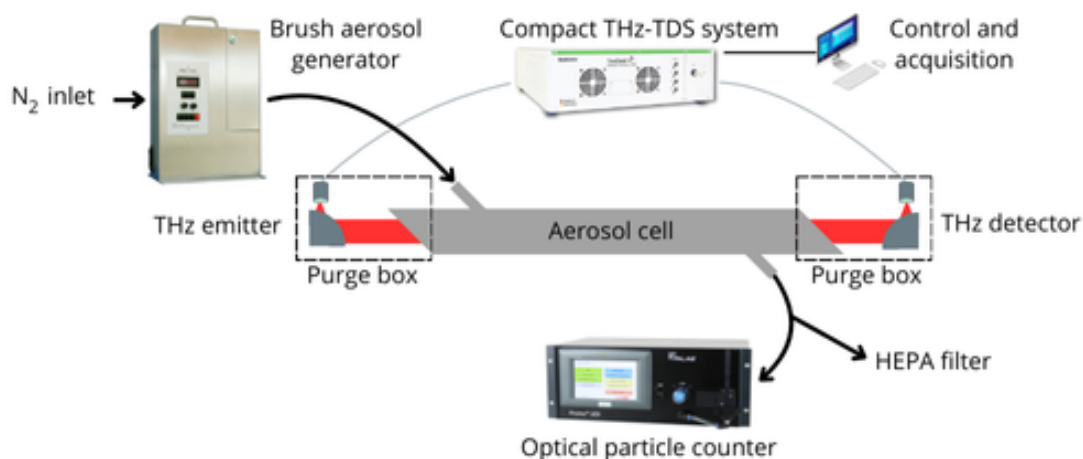 Brush aerosol
generator
Compact THz-TDS system
Control and
acquisition
N₂ inlet
THz emitter
Aerosol cell
THz detector
Purge box
Purge box
HEPA filter
Optical particle counter